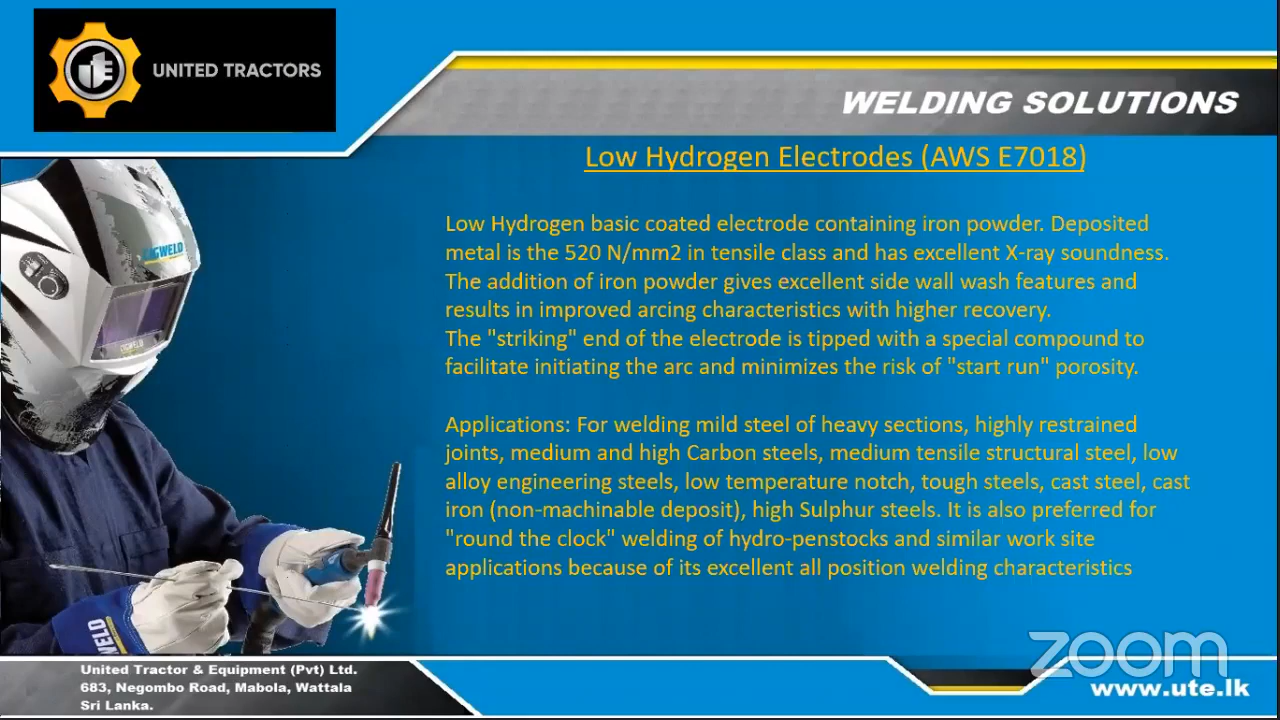 UNITED TRACTORS
WELDING SOLUTIONS
Low Hydrogen Electrodes (AWS E7018)
Low Hydrogen basic coated electrode containing iron powder. Deposited
metal is the 520 N/mm2 in tensile class and has excellent X-ray soundness.
The addition of iron powder gives excellent side wall wash features and
results in improved arcing characteristics with higher recovery.
The "striking" end of the electrode is tipped with a special compound to
facilitate initiating the arc and minimizes the risk of "start run" porosity.
Applications: For welding mild steel of heavy sections, highly restrained
joints, medium and high Carbon steels, medium tensile structural steel, low
alloy engineering steels, low temperature notch, tough steels, cast steel, cast
iron (non-machinable deposit), high Sulphur steels. It is also preferred for
"round the clock" welding of hydro-penstocks and similar work site
applications because of its excellent all position welding characteristics
CIGWELD
CIGWELD
WELD
United Tractor & Equipment (Pvt) Ltd.
683, Negombo Road, Mabola, Wattala
Sri Lanka.
zoom
www.ute.lk